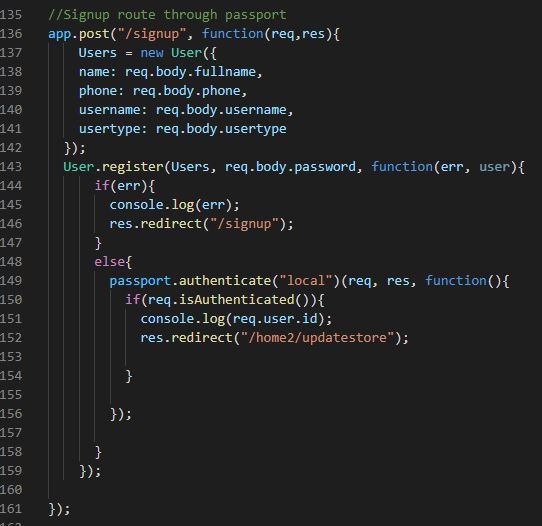 135 //Signup route through passport
136 app.post("/signup", function(req,res){
137 Users = new User({
138 name: req.body.fullname,
139 phone: req.body.phone,
140 username: req.body.username,
141 usertype: req.body.usertype
142 });
143 User.register(Users, req.body.password, function(err, user){
144 if(err){
145 console.log(err);
146 res.redirect("/signup");
147 }
148 else{
149 passport.authenticate("local")(req, res, function(){
150 if(req.isAuthenticated()){
151 console.log(req.user.id);
152 res.redirect("/home2/updatestore");
153
154 }
155
156 });
157
158 }
159 });
160
161 });